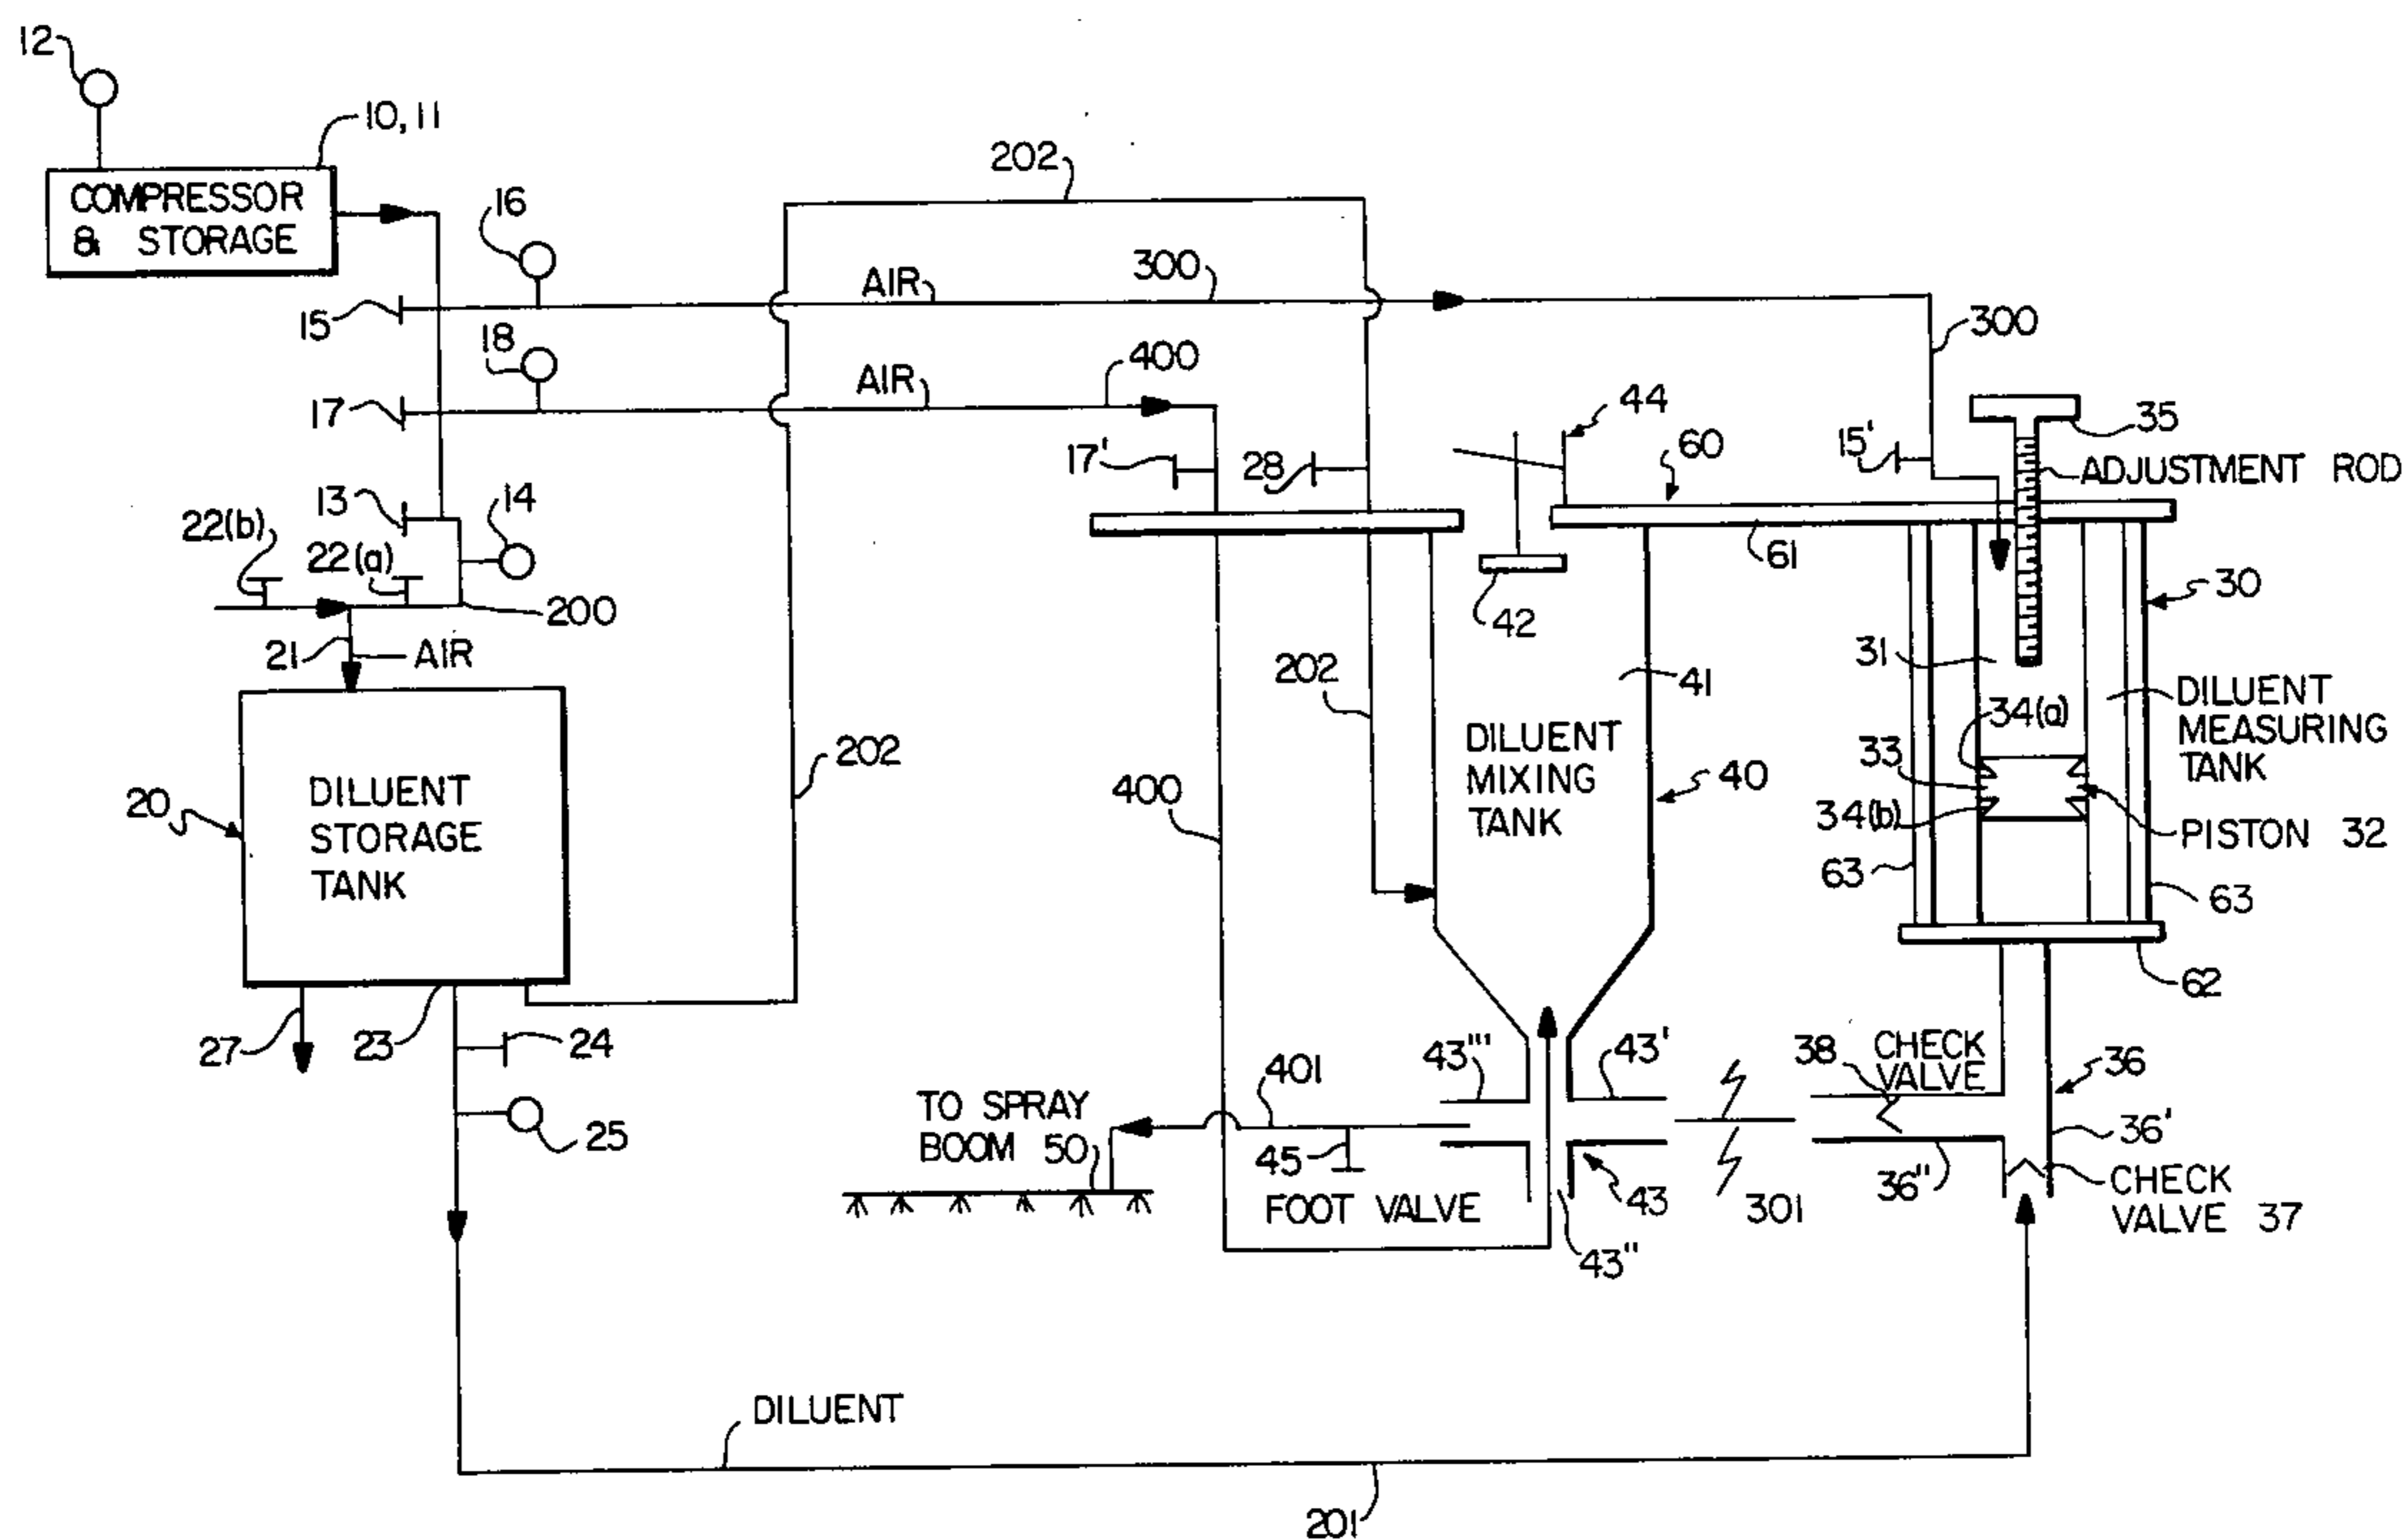 12
10, 11
COMPRESSOR
& STORAGE
16
15
AIR
300
202
18
17
AIR
400
300
44
35
17'
28
60
15'
ADJUSTMENT ROD
13
14
22(b)
22(a)
200
61
30
42
21
AIR
31
202
41
DILUENT
MEASURING
TANK
34(a)
33
34(b)
PISTON 32
DILUENT
MIXING
TANK
40
400
202
20
DILUENT
STORAGE
TANK
63
63
62
27
23
24
25
TO SPRAY
BOOM 50
401
45
43'''
43'
FOOT VALVE
43
43''
301
38
CHECK
VALVE
36
36'
36''
CHECK
VALVE 37
DILUENT
201